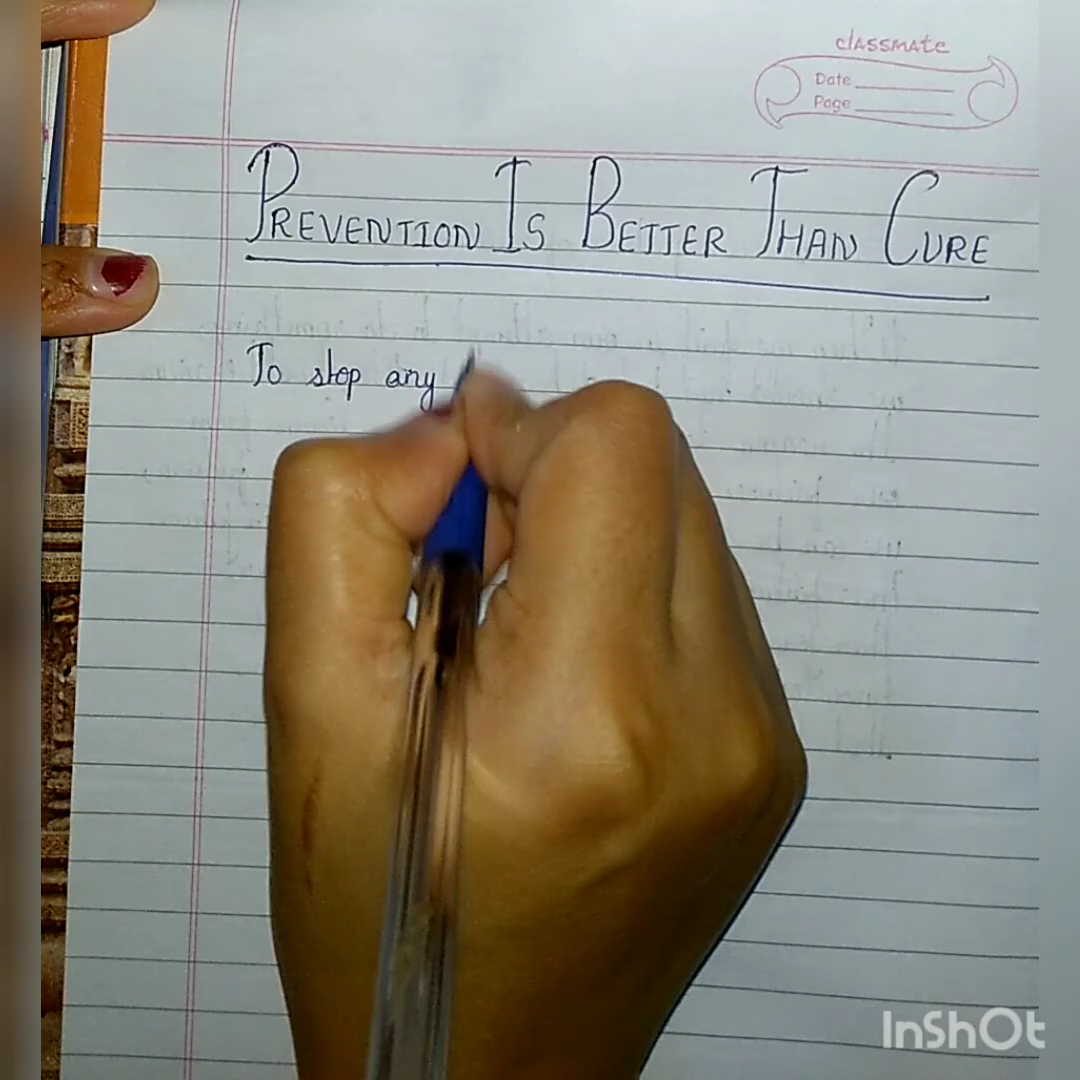 classmate
Date
Page
PREVENTION IS BETTER THAN CURE
To stop any
InShOt